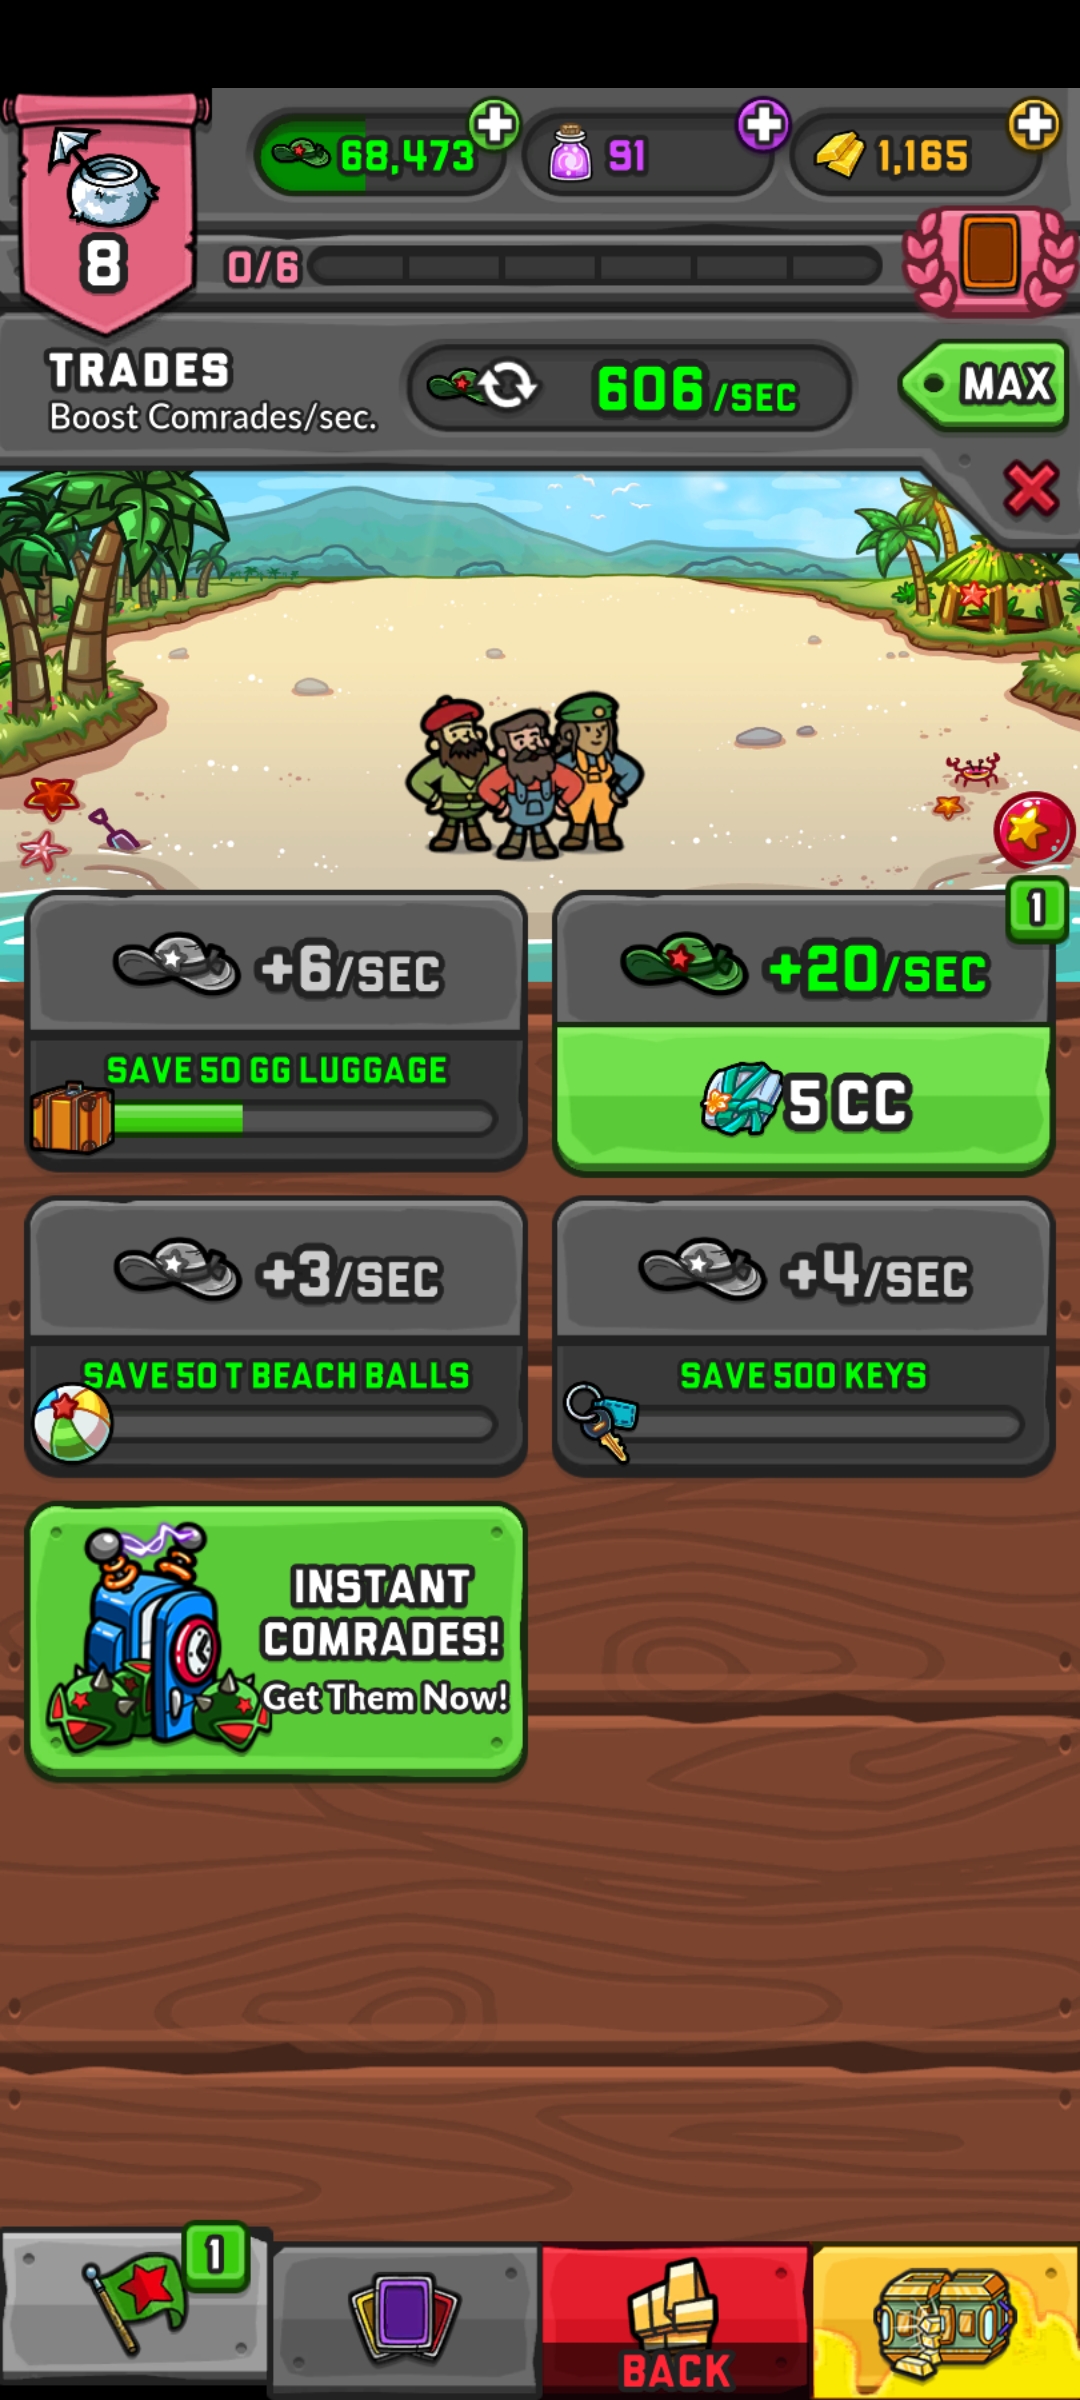 68,473
91
1,165
8
0/6
TRADES
Boost Comrades/sec.
606/SEC
MAX
+6/SEC
SAVE 50 GG LUGGAGE
1
+20/SEC
5 CC
+3/SEC
SAVE 50 T BEACH BALLS
+4/SEC
SAVE 500 KEYS
INSTANT
COMRADES!
Get Them Now!
1
BACK